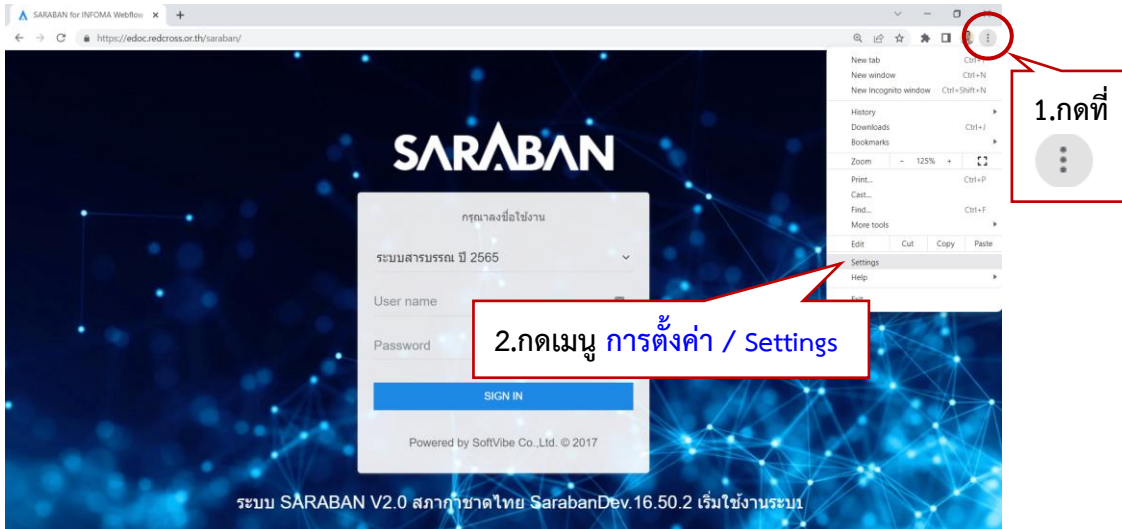 SARABAN for INFOMA Webflow
https://edoc.redcross.or.th/saraban/
New tab
New window Ctrl+N
New Incognito window Ctrl+Shift+N
History
Downloads Ctrl+J
Bookmarks
Zoom - 125% +
Print... Ctrl+P
Cast...
Find... Ctrl+F
More tools
Edit Cut Copy Paste
Settings
Help
1.กดที่
SARABAN
กรุณาลงชื่อใช้งาน
ระบบสารบรรณ ปี 2565
User name
Password
2.กดเมนู การตั้งค่า / Settings
SIGN IN
Powered by SoftVibe Co.,Ltd. © 2017
ระบบ SARABAN V2.0 สภากาชาดไทย SarabanDev.16.50.2 เริ่มใช้งานระบบ